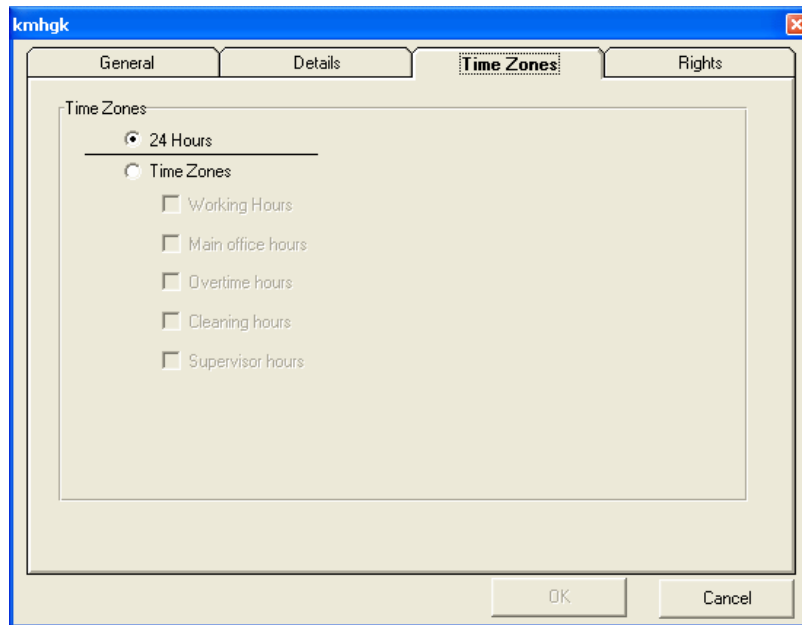 kmhgk
General Details Time Zones Rights
Time Zones
24 Hours
Time Zones
Working Hours
Main office hours
Overtime hours
Cleaning hours
Supervisor hours
OK Cancel